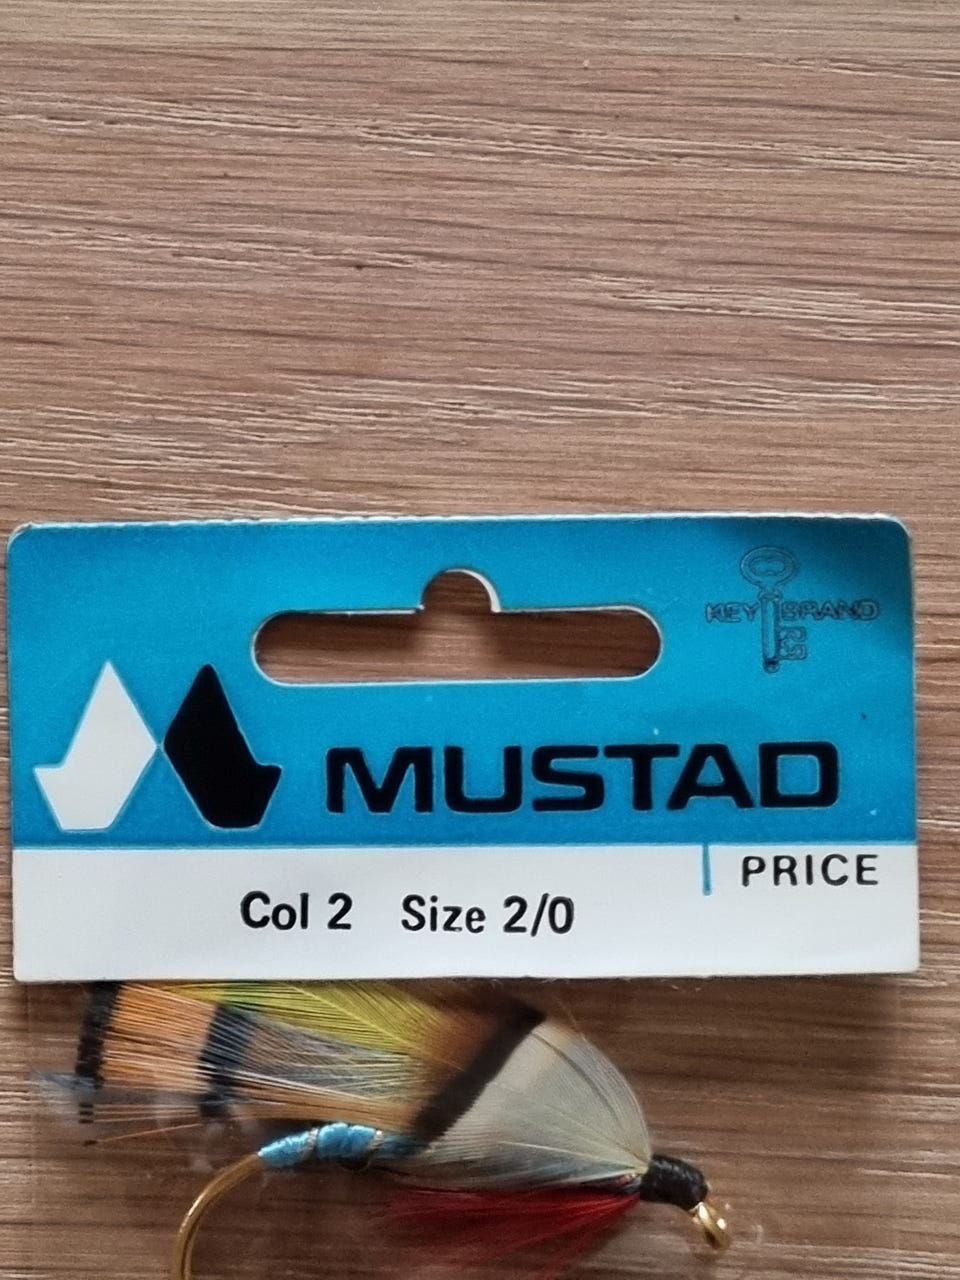 KEY BRAND
MUSTAD
PRICE
Col 2 Size 2/0